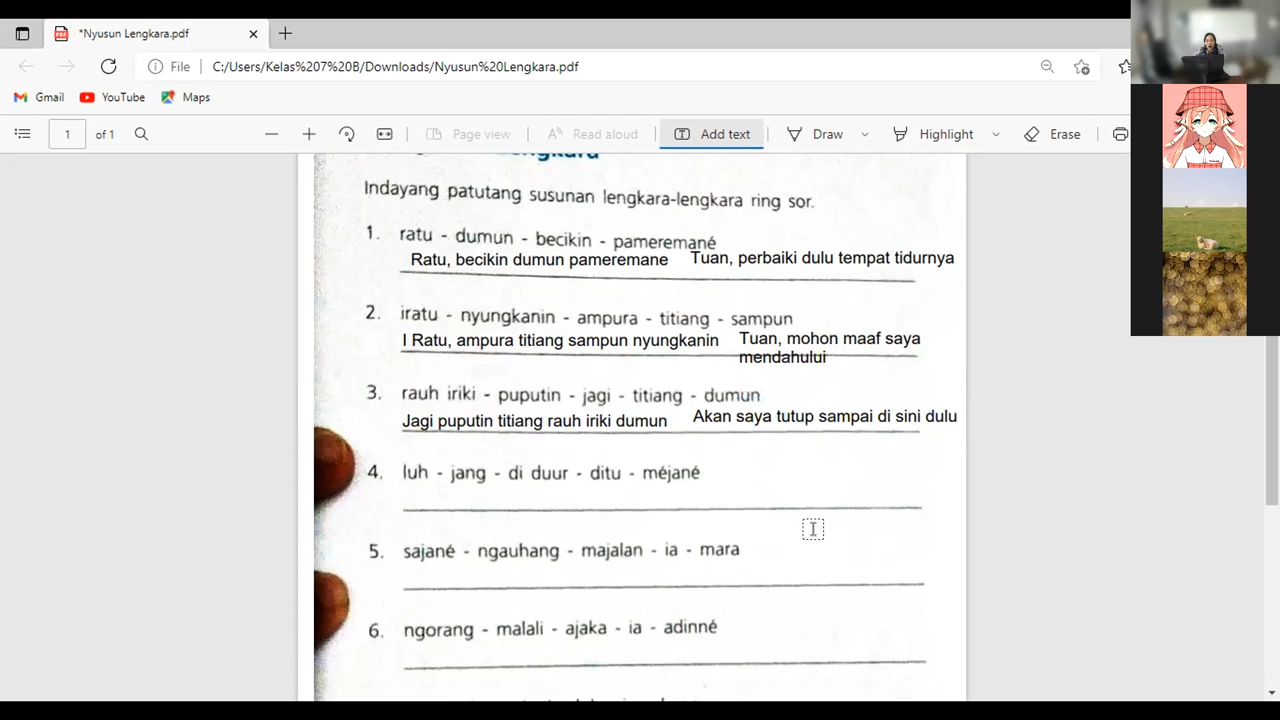 *Nyusun Lengkara.pdf
File C:/Users/Kelas%207%20B/Downloads/Nyusun%20Lengkara.pdf
Gmail YouTube Maps
1 of 1 Page view Read aloud Add text Draw Highlight Erase
Indayang patutang susunan lengkara-lengkara ring sor.
1. ratu - dumun - becikin - pameremané
Ratu, becikin dumun pameremane Tuan, perbaiki dulu tempat tidurnya
2. iratu - nyungkanin - ampura - titiang - sampun
I Ratu, ampura titiang sampun nyungkanin Tuan, mohon maaf saya
mendahului
3. rauh iriki - puputin - jagi - titiang - dumun
Jagi puputin titiang rauh iriki dumun Akan saya tutup sampai di sini dulu
4. luh - jang - di duur - ditu - méjané
5. sajané - ngauhang - majalan - ia - mara
6. ngorang - malali - ajaka - ia - adinné